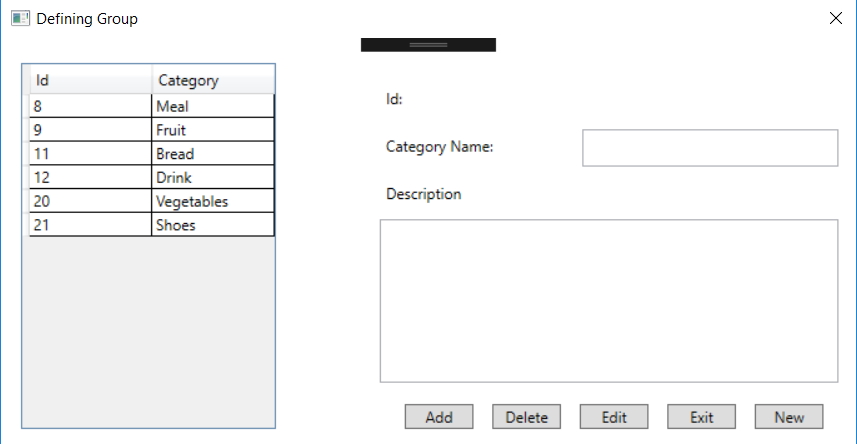 Defining Group
Id Category
8 Meal
9 Fruit
11 Bread
12 Drink
20 Vegetables
21 Shoes
Id:
Category Name:
Description
Add Delete Edit Exit New